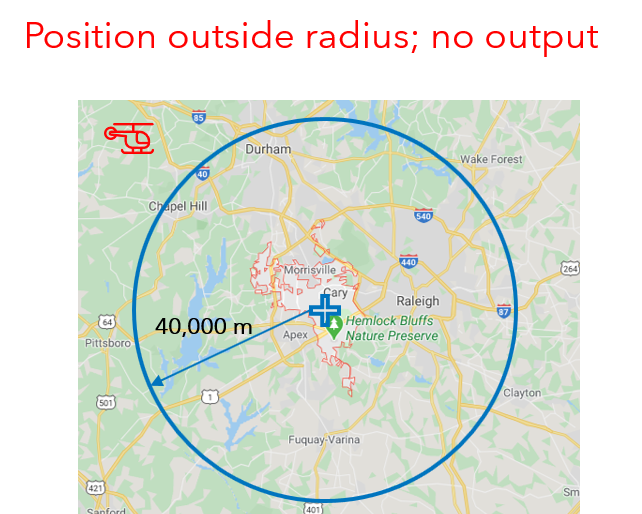 Position outside radius; no output
85
Durham
Wake Forest
40
Chapel Hill
540
440
264
Morrisville
Cary
Raleigh
87
64
40,000 m
Hemlock Bluffs
Nature Preserve
Apex
Pittsboro
1
Clayton
501
Fuquay-Varina
421
Sm
Sanford
401